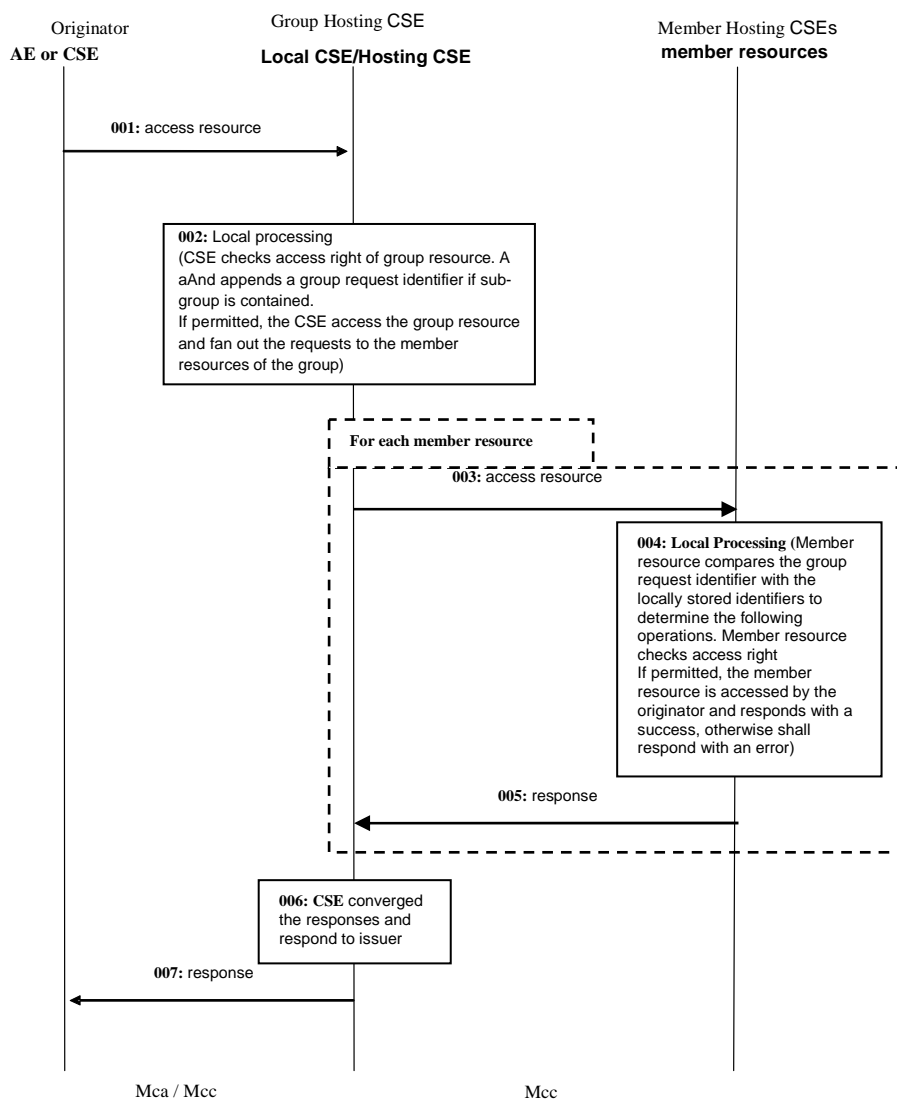 Originator
AE or CSE
Group Hosting CSE
Local CSE/Hosting CSE
Member Hosting CSEs
member resources
001: access resource
002: Local processing
(CSE checks access right of group resource. A
aAnd appends a group request identifier if sub-
group is contained.
If permitted, the CSE access the group resource
and fan out the requests to the member
resources of the group)
For each member resource
003: access resource
004: Local Processing (Member
resource compares the group
request identifier with the
locally stored identifiers to
determine the following
operations. Member resource
checks access right
If permitted, the member
resource is accessed by the
originator and responds with a
success, otherwise shall
respond with an error)
005: response
006: CSE converged
the responses and
respond to issuer
007: response
Mca / Mcc
Mcc